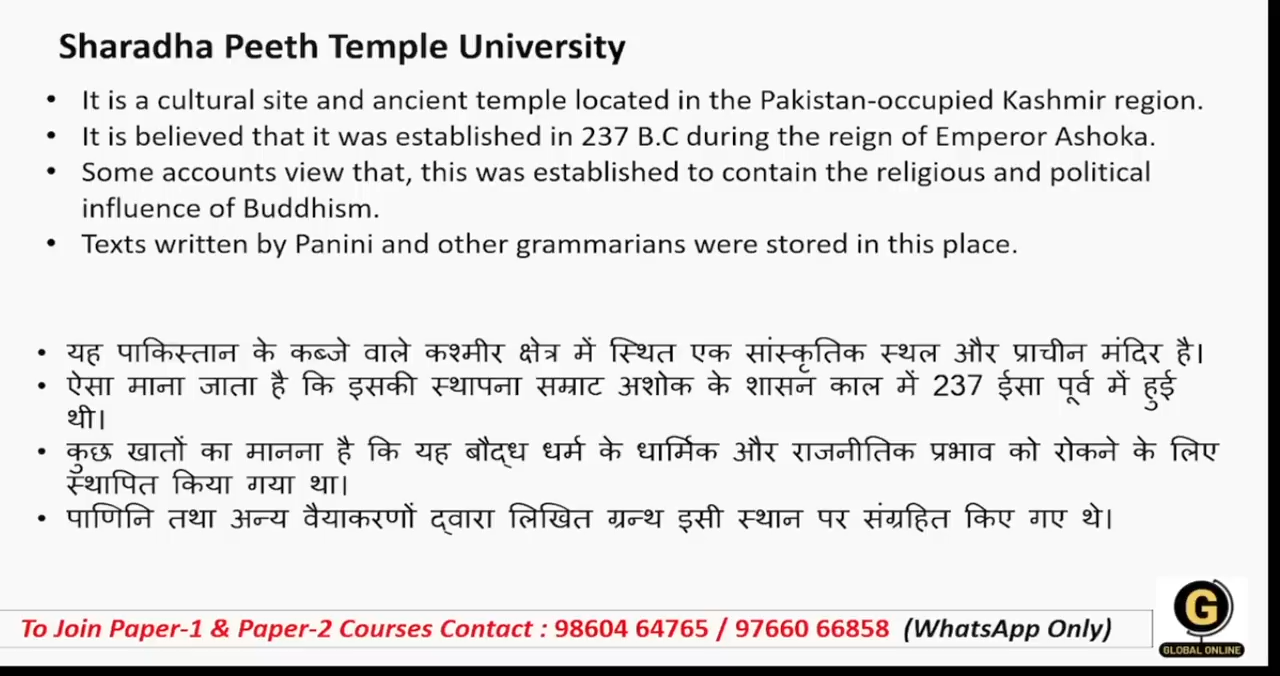 Sharadha Peeth Temple University
• It is a cultural site and ancient temple located in the Pakistan-occupied Kashmir region.
• It is believed that it was established in 237 B.C during the reign of Emperor Ashoka.
• Some accounts view that, this was established to contain the religious and political
influence of Buddhism.
• Texts written by Panini and other grammarians were stored in this place.
• यह पाकिस्तान के कब्जे वाले कश्मीर क्षेत्र में स्थित एक सांस्कृतिक स्थल और प्राचीन मंदिर है।
• ऐसा माना जाता है कि इसकी स्थापना सम्राट अशोक के शासन काल में 237 ईसा पूर्व में हुई
थी।
• कुछ खातों का मानना है कि यह बौद्ध धर्म के धार्मिक और राजनीतिक प्रभाव को रोकने के लिए
स्थापित किया गया था।
• पाणिनि तथा अन्य वैयाकरणों द्वारा लिखित ग्रन्थ इसी स्थान पर संग्रहित किए गए थे।
To Join Paper-1 & Paper-2 Courses Contact : 98604 64765 / 97660 66858 (WhatsApp Only)
G
GLOBAL ONLINE